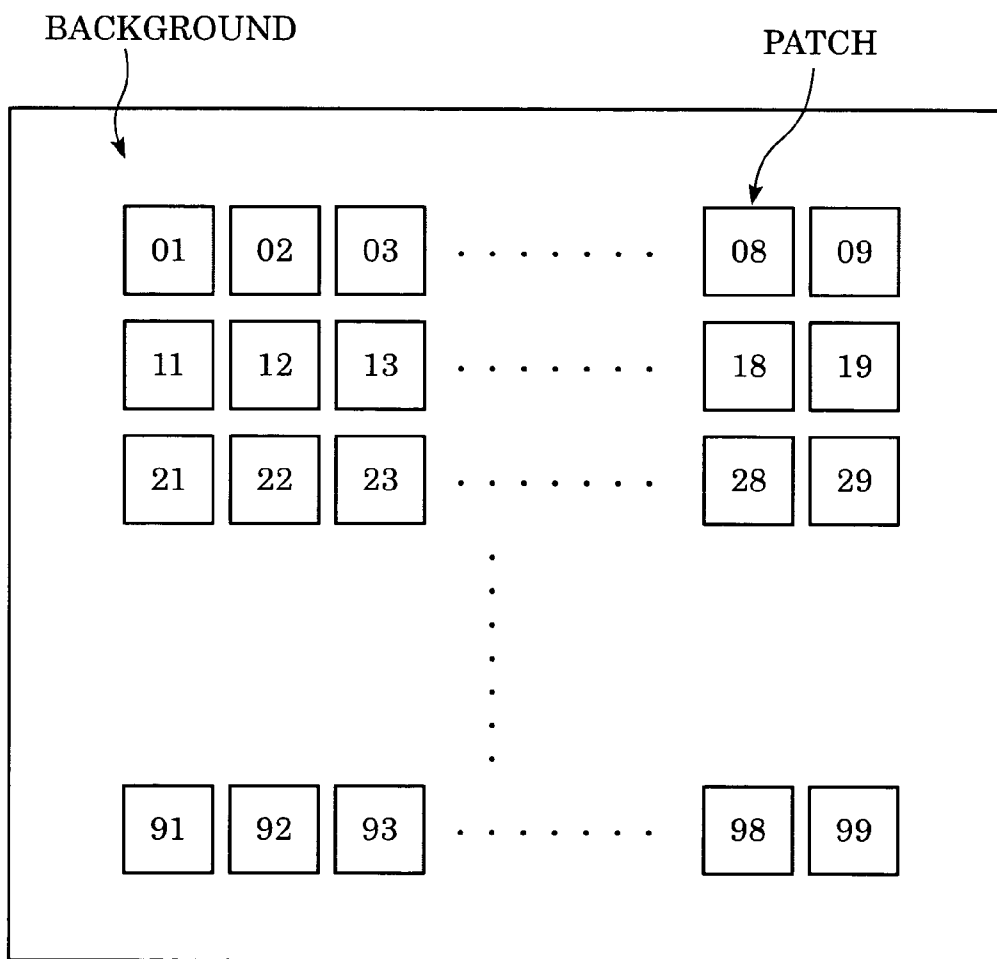 BACKGROUND
PATCH
01 02 03 ....... 08 09
11 12 13 ....... 18 19
21 22 23 ....... 28 29
91 92 93 ....... 98 99